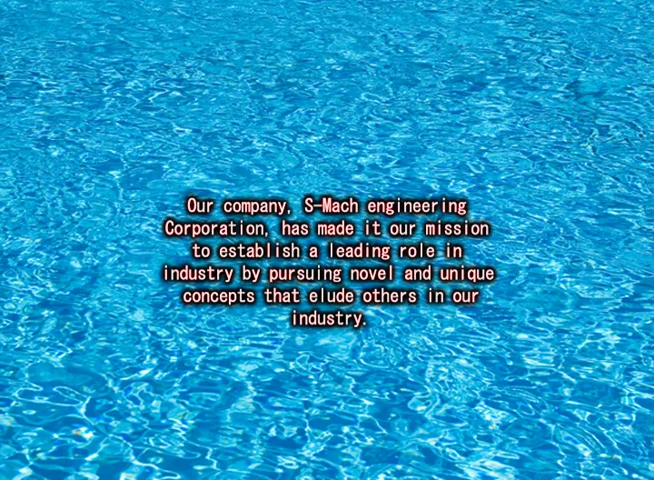 Our company, S-Mach engineering
Corporation, has made it our mission
to establish a leading role in
industry by pursuing novel and unique
concepts that elude others in our
industry.